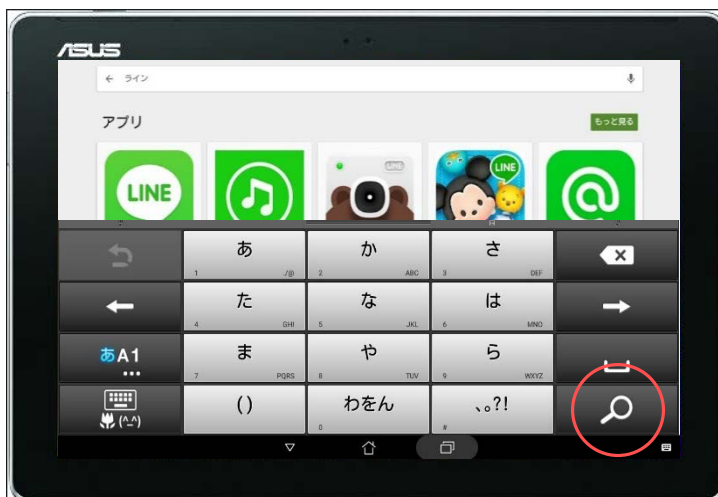 ASUS
ライン
アプリ
もっと見る
LINE
LINE
LINE
あ
1 ./@
か
2 ABC
さ
3 DEF
た
4 GHI
な
5 JKL
は
6 MNO
あA1
ま
7 PQRS
や
8 TUV
ら
9 WXYZ
(^_^)
()
わをん
0
、。?!
#